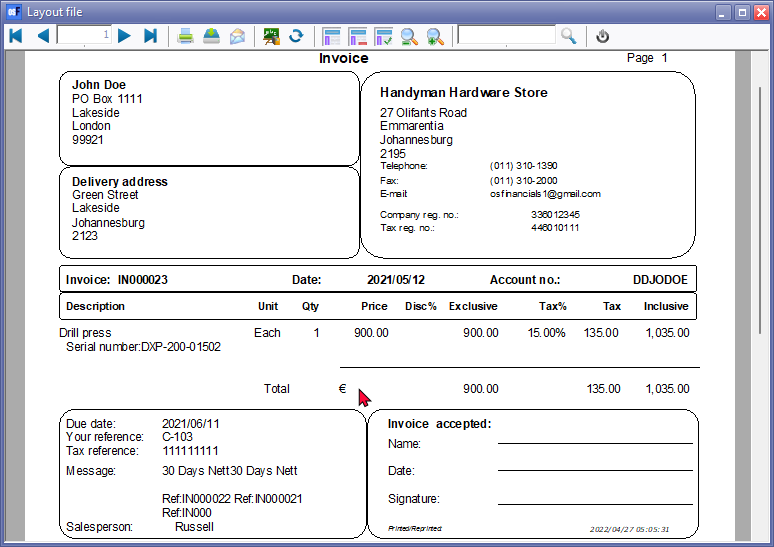 Layout file
1
Invoice Page 1
John Doe
PO Box 1111
Lakeside
London
99921
Handyman Hardware Store
27 Olifants Road
Emmarentia
Johannesburg
2195
Telephone: (011) 310-1390
Fax: (011) 310-2000
E-mail: osfinancials1@gmail.com
Company reg. no.: 336012345
Tax reg. no.: 446010111
Delivery address
Green Street
Lakeside
Johannesburg
2123
Invoice: IN000023 Date: 2021/05/12 Account no.: DDJODOE
Description Unit Qty Price Disc% Exclusive Tax% Tax Inclusive
Drill press Each 1 900.00 900.00 15.00% 135.00 1,035.00
Serial number:DXP-200-01502
Total € 900.00 135.00 1,035.00
Due date: 2021/06/11
Your reference: C-103
Tax reference: 111111111
Message: 30 Days Nett30 Days Nett
Ref:IN000022 Ref:IN000021
Ref:IN000
Salesperson: Russell
Invoice accepted:
Name:
Date:
Signature:
Printed/Reprinted: 2022/04/27 05:05:31